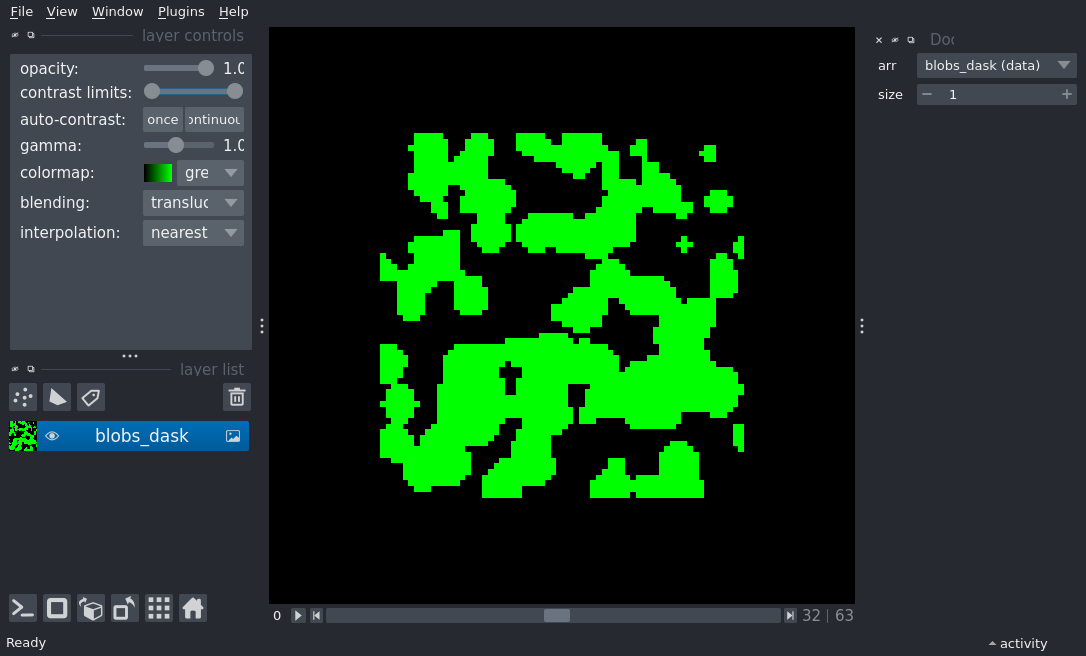 File View Window Plugins Help
layer controls
opacity: 1.0
contrast limits:
auto-contrast: once ontinuou
gamma: 1.0
colormap: gre
blending: transluc
interpolation: nearest
layer list
blobs_dask
0 32 | 63
Ready
activity
Doc
arr blobs_dask (data)
size 1